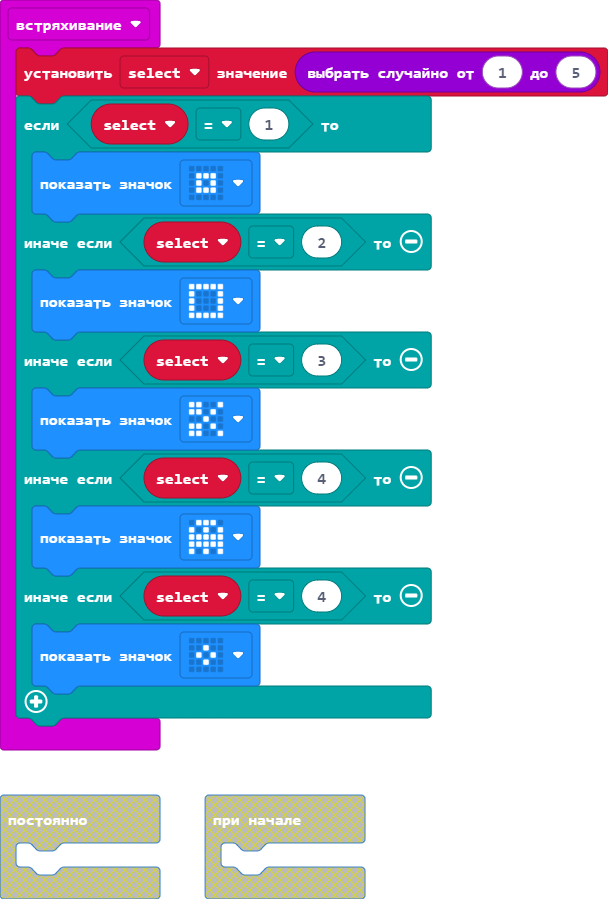 встряхивание
установить select значение выбрать случайно от 1 до 5
если select = 1 то
показать значок
иначе если select = 2 то
показать значок
иначе если select = 3 то
показать значок
иначе если select = 4 то
показать значок
иначе если select = 4 то
показать значок
постоянно при начале